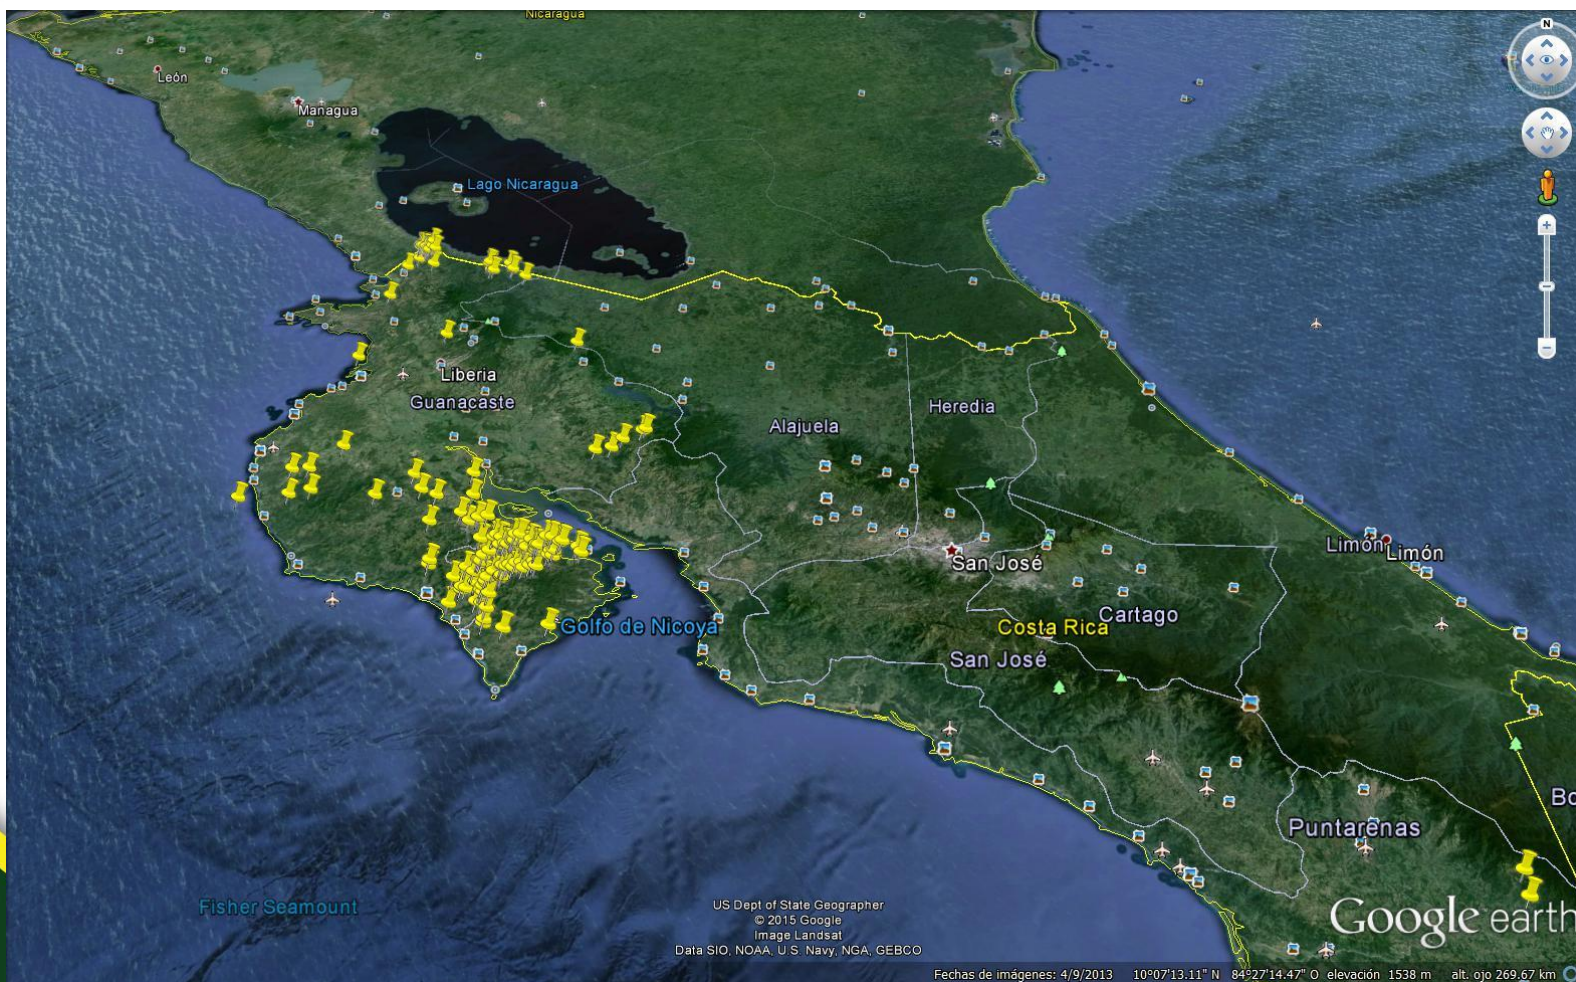 Nicaragua
León
Managua
Lago Nicaragua
Liberia
Guanacaste
Heredia
Alajuela
Limón
Limón
San José
Cartago
Golfo de Nicoya
Costa Rica
San José
Bo
Puntarenas
Fisher Seamount
US Dept of State Geographer
© 2015 Google
Image Landsat
Data SIO, NOAA, U.S. Navy, NGA, GEBCO
Google earth
Fechas de imágenes: 4/9/2013 10°07'13.11" N 84°27'14.47" O elevación 1538 m alt. ojo 269.67 km
N